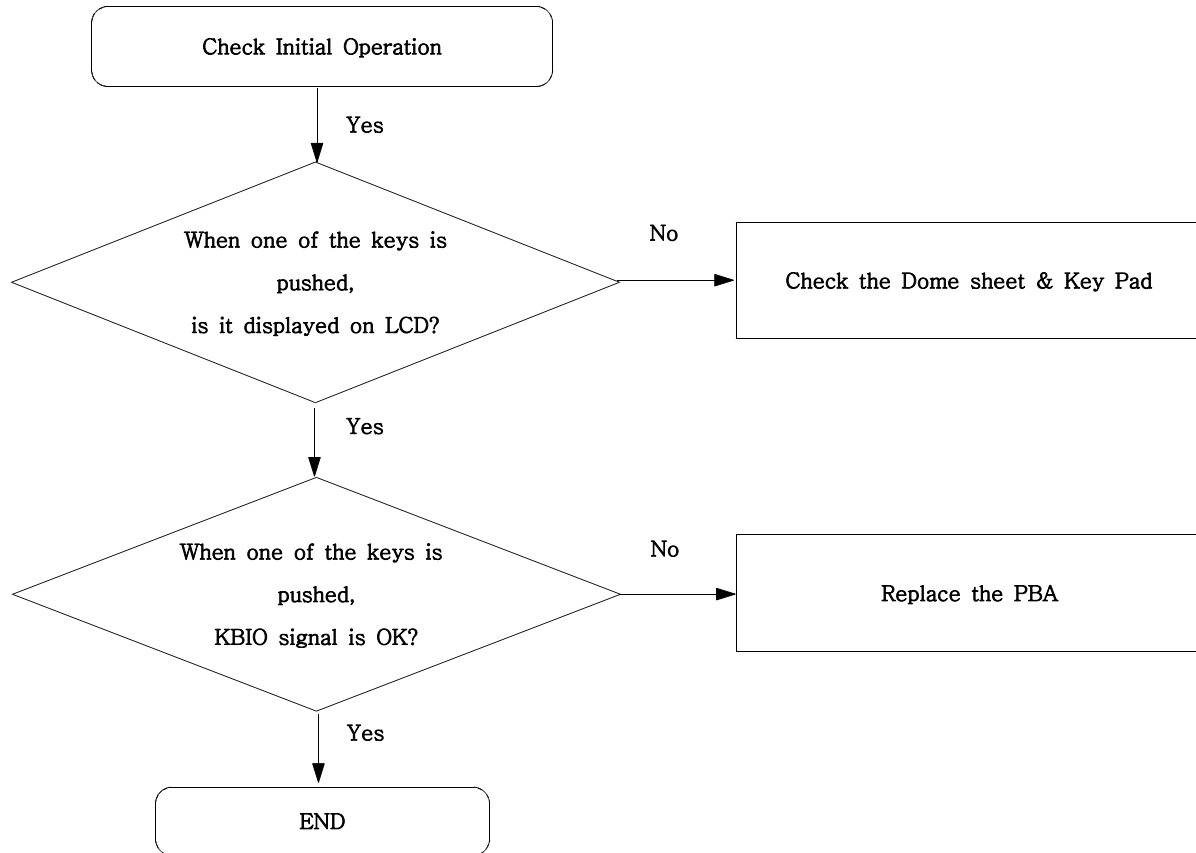 Check Initial Operation
Yes
When one of the keys is
pushed,
is it displayed on LCD?
No
Check the Dome sheet & Key Pad
Yes
When one of the keys is
pushed,
KBIO signal is OK?
No
Replace the PBA
Yes
END